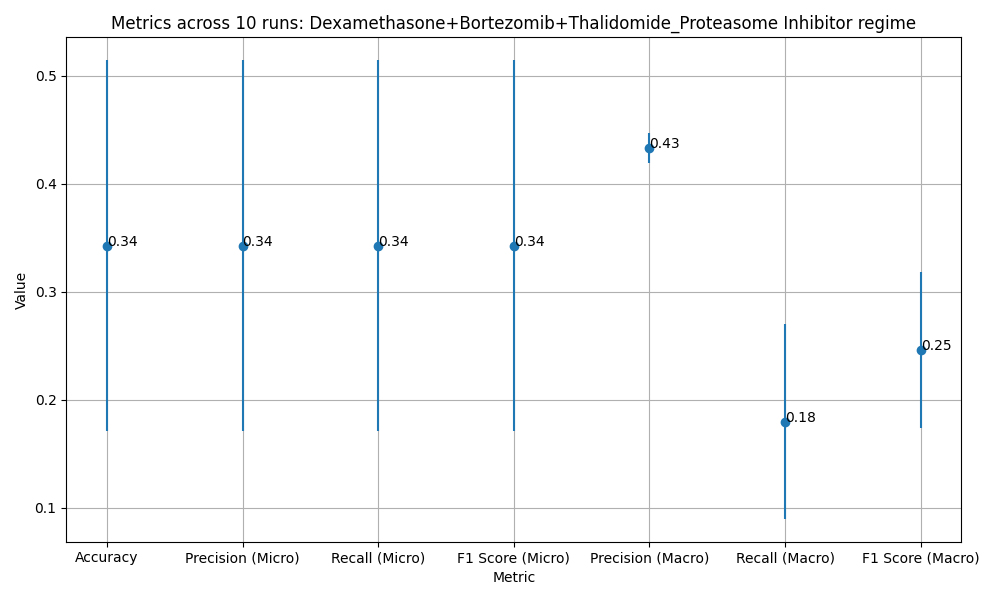 Metrics across 10 runs: Dexamethasone+Bortezomib+Thalidomide_Proteasome Inhibitor regime
Value
0.5
0.4
0.3
0.2
0.1
0.34
0.34
0.34
0.34
0.43
0.18
0.25
Accuracy
Precision (Micro)
Recall (Micro)
F1 Score (Micro)
Precision (Macro)
Recall (Macro)
F1 Score (Macro)
Metric